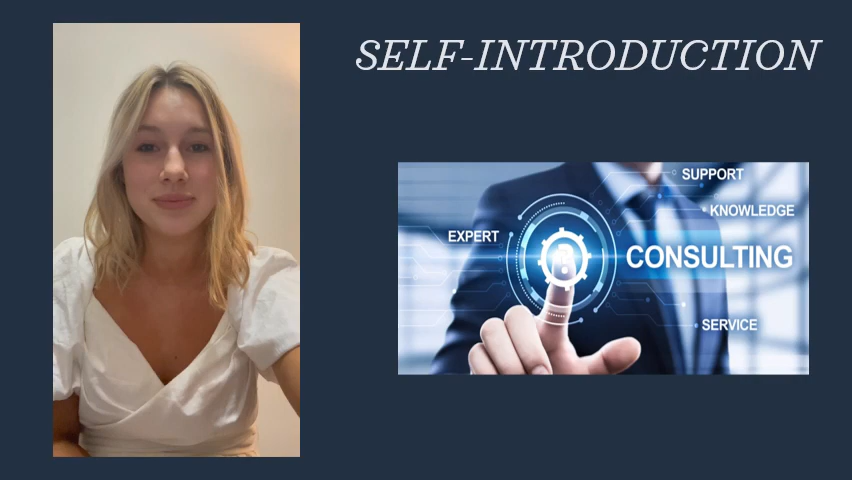 SELF-INTRODUCTION
SUPPORT
KNOWLEDGE
EXPERT
CONSULTING
SERVICE